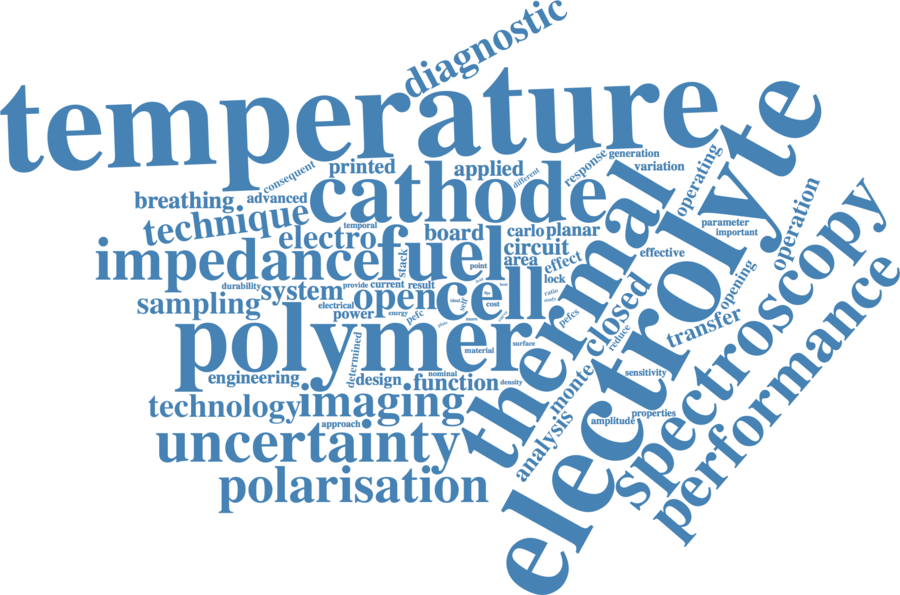 diagnostic
temperature
consequent
printed
applied
different
response
generation
variation
operating
breathing
advanced
cathode
technique
temporal
electro
board
carlo
planar
parameter
important
operation
impedance
fuel
stack
circuit
area
effect
point
effective
thermal
electrolyte
spectroscopy
performance
durability
system
provide
current
result
open
cell
lock
ratio
study
opening
sampling
electrical
power
energy
pefc
self
cost
ideal
pefcs
closed
reduce
transfer
polymer
material
surface
engineering
determined
design
nominal
function
density
sensitivity
monte
technology
imaging
approach
analysis
amplitude
properties
uncertainty
polarisation